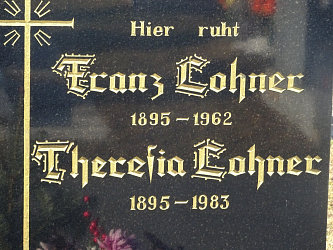 Hier ruht
Franz Lohner
1895 – 1962
Theresia Lohner
1895 – 1983